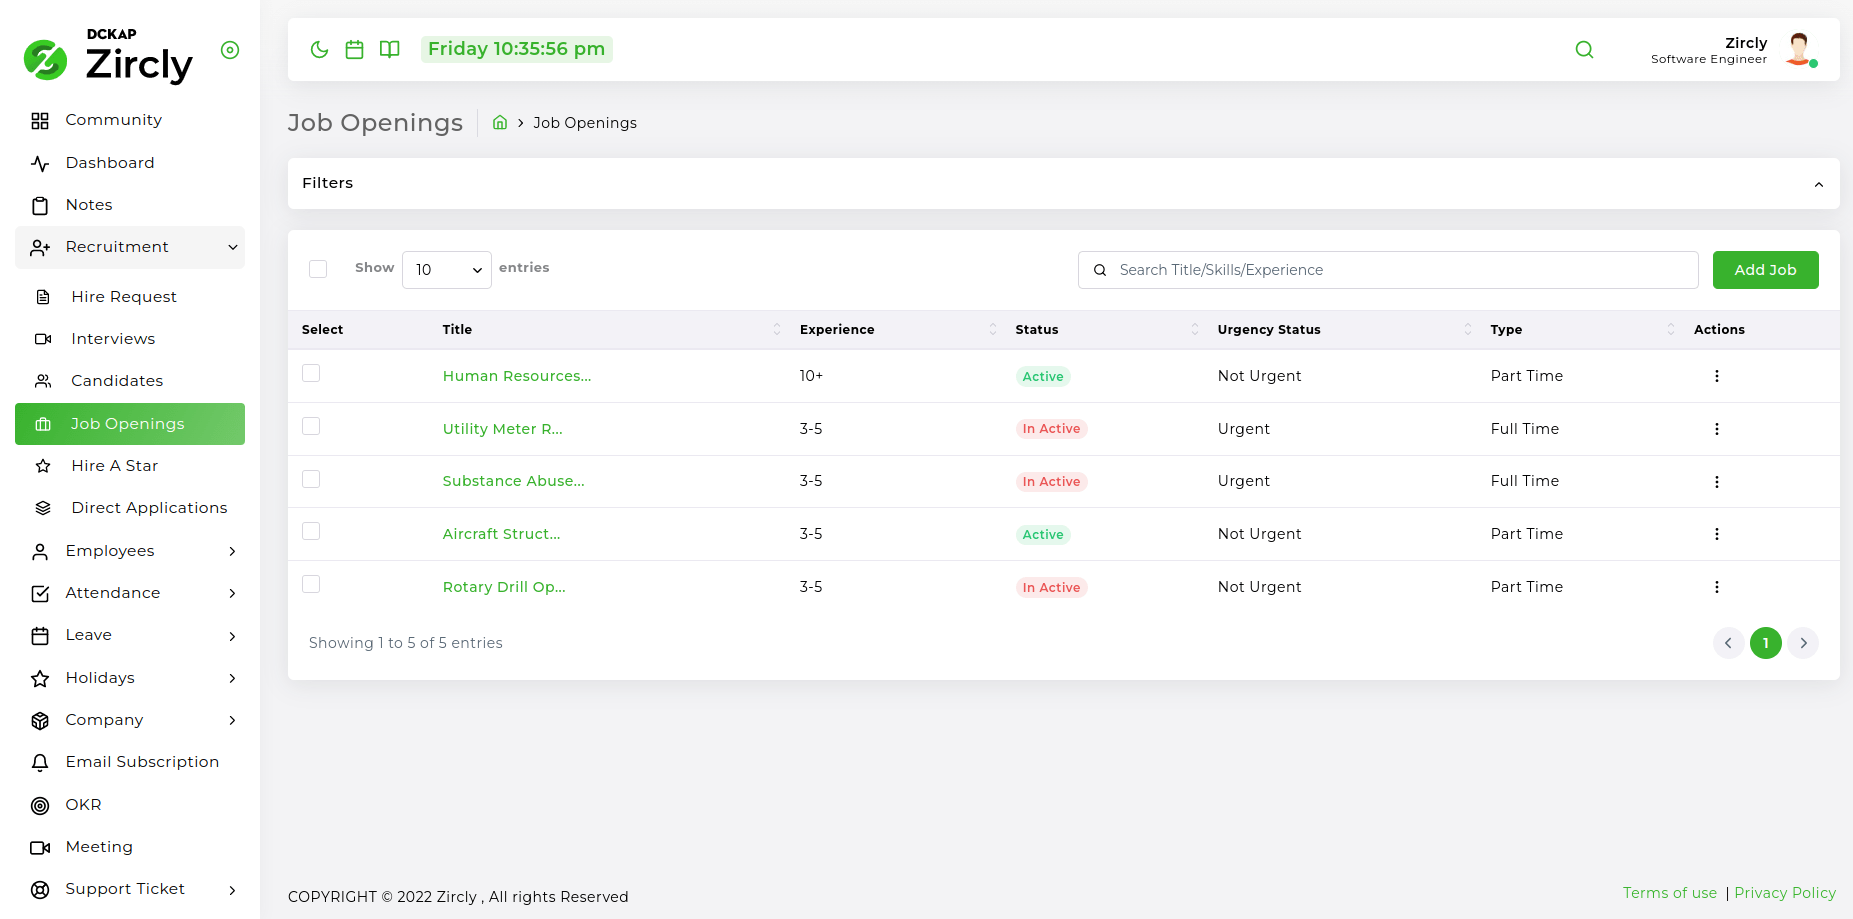 DCKAP
Zircly
Community
Dashboard
Notes
Recruitment
Hire Request
Interviews
Candidates
Job Openings
Hire A Star
Direct Applications
Employees
Attendance
Leave
Holidays
Company
Email Subscription
OKR
Meeting
Support Ticket
Friday 10:35:56 pm
Zircly
Software Engineer
Job Openings
Job Openings
Filters
Show 10 entries
Search Title/Skills/Experience
Add Job
Select Title Experience Status Urgency Status Type Actions
Human Resources... 10+ Active Not Urgent Part Time
Utility Meter R... 3-5 In Active Urgent Full Time
Substance Abuse... 3-5 In Active Urgent Full Time
Aircraft Struct... 3-5 Active Not Urgent Part Time
Rotary Drill Op... 3-5 In Active Not Urgent Part Time
Showing 1 to 5 of 5 entries
1
COPYRIGHT © 2022 Zircly , All rights Reserved
Terms of use | Privacy Policy